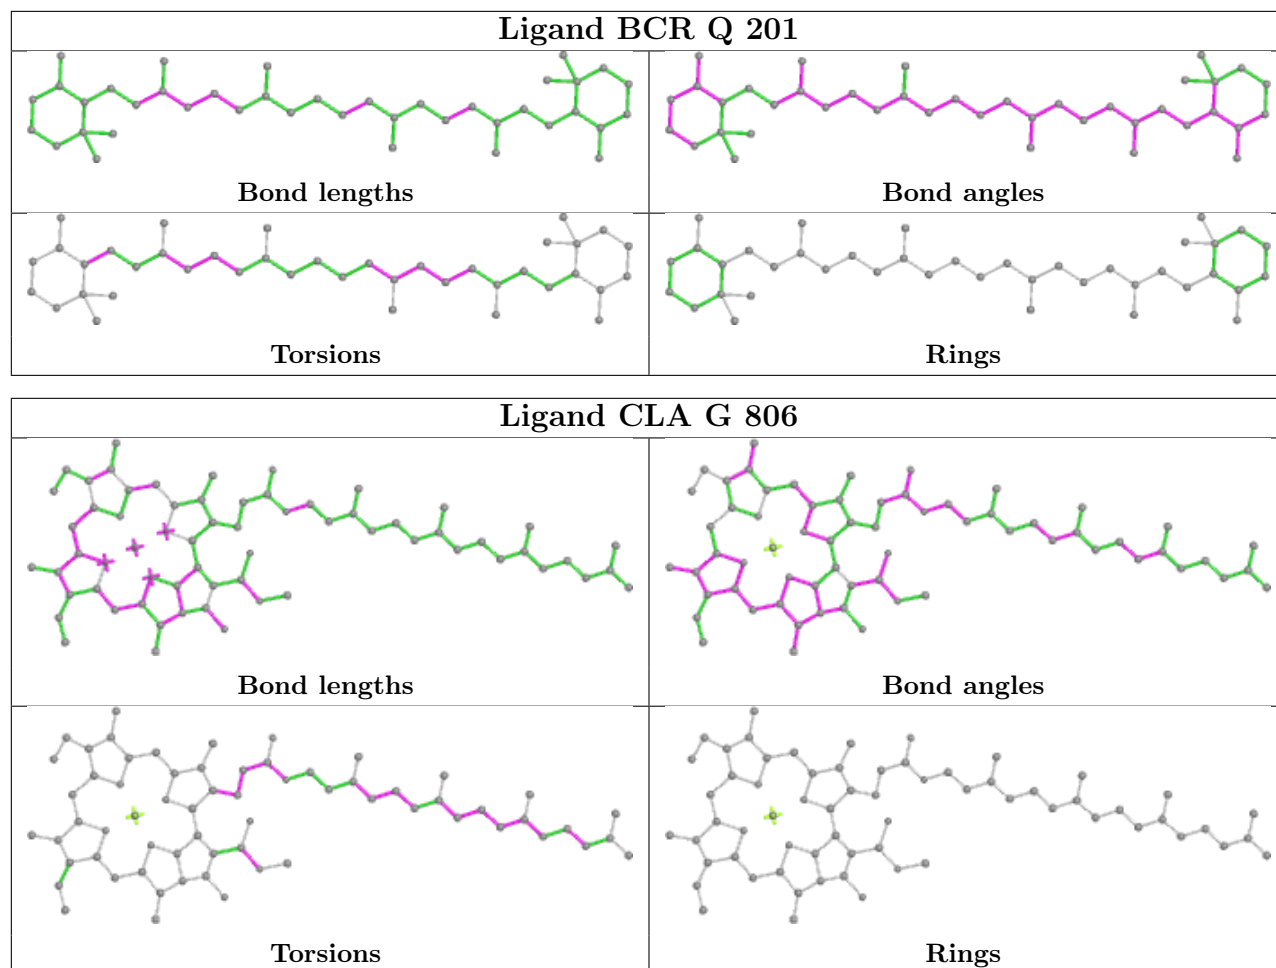 Ligand BCR Q 201
Bond lengths
Bond angles
Torsions
Rings
Ligand CLA G 806
Bond lengths
Bond angles
Torsions
Rings